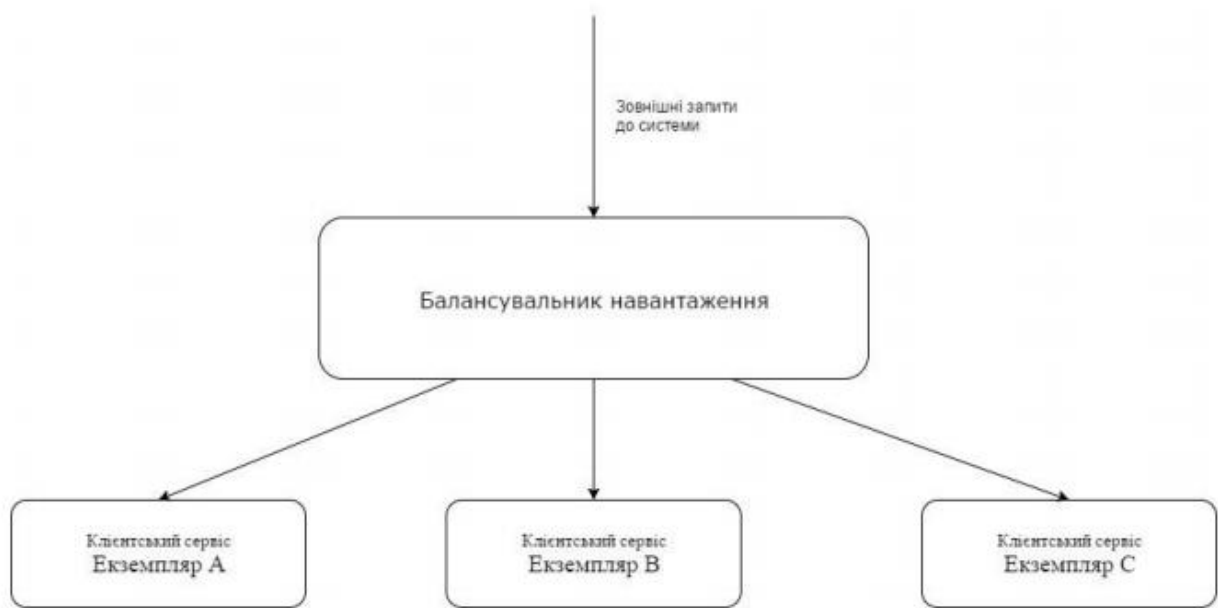 Зовнішні запити
до системи
Балансувальник навантаження
Клієнтський сервіс
Екземпляр А
Клієнтський сервіс
Екземпляр В
Клієнтський сервіс
Екземпляр С